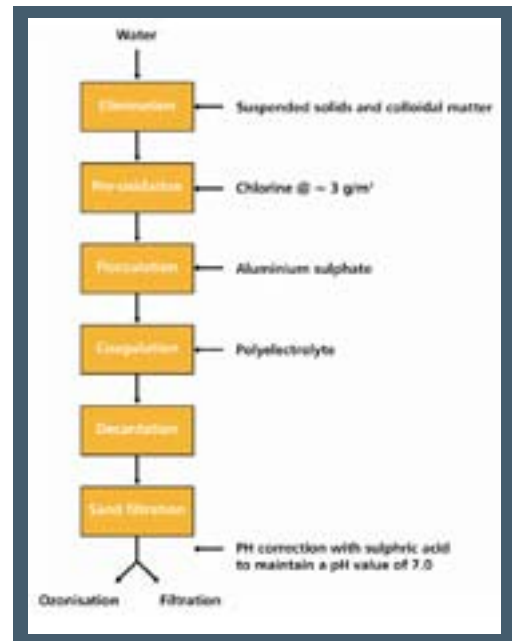 Water
Elimination
Suspended solids and colloidal matter
Pre-oxidation
Chlorine @ ~ 3 g/m³
Flocculation
Aluminium sulphate
Coagulation
Polyelectrolyte
Decantation
Sand filtration
PH correction with sulphric acid
to maintain a pH value of 7.0
Ozonisation
Filtration